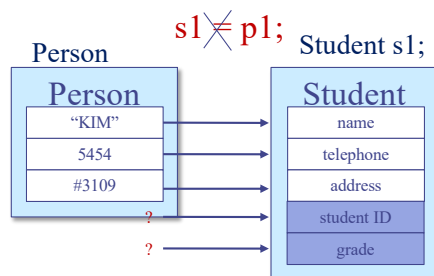 s1 = p1;
Person
Student s1;
Person
Student
“KIM”
name
5454
telephone
#3109
address
?
student ID
?
grade